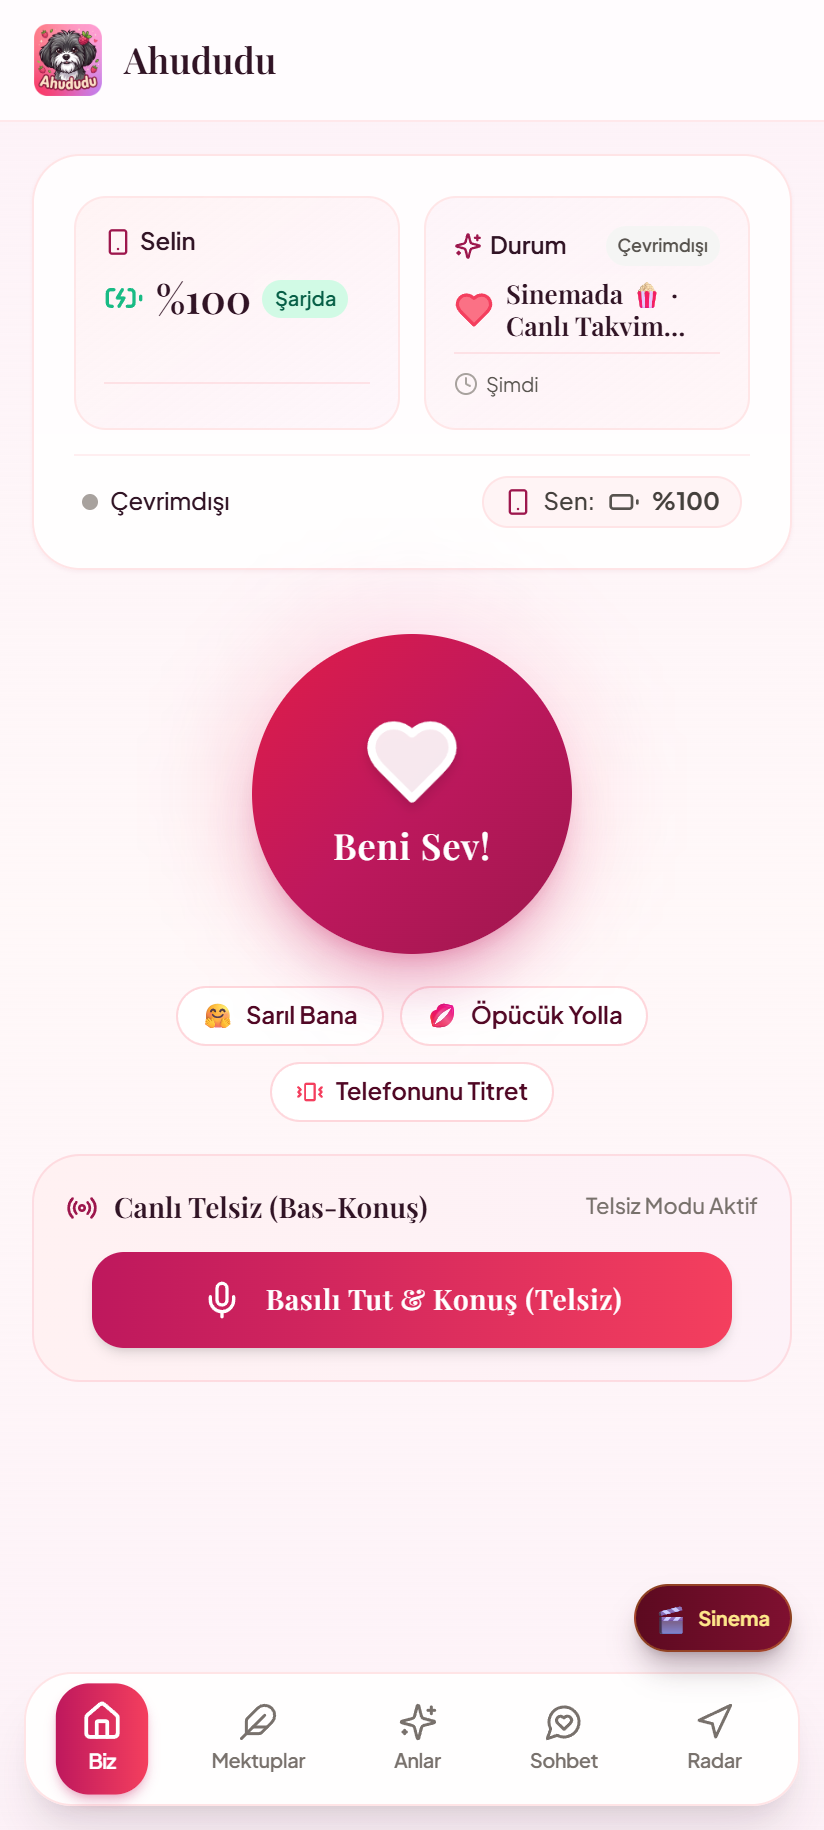 Ahududu
Ahududu
Selin
%100 Şarjda
Durum Çevrimdışı
Sinemada 🍿 ·
Canlı Takvim...
Şimdi
Çevrimdışı
Sen: %100
Beni Sev!
🤗 Sarıl Bana
💋 Öpücük Yolla
Telefonunu Titret
Canlı Telsiz (Bas-Konuş) Telsiz Modu Aktif
Basılı Tut & Konuş (Telsiz)
🎬 Sinema
Biz Mektuplar Anlar Sohbet Radar